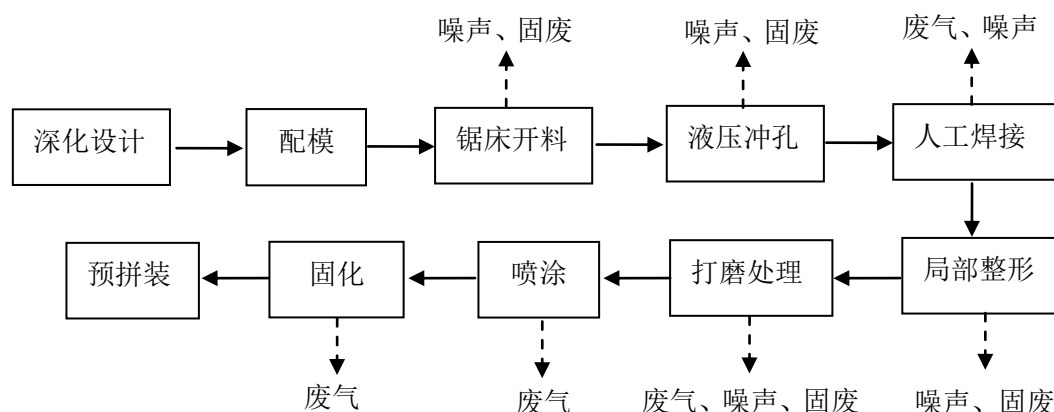 噪声、固废
噪声、固废
废气、噪声
深化设计
配模
锯床开料
液压冲孔
人工焊接
预拼装
固化
喷涂
打磨处理
局部整形
废气
废气
废气、噪声、固废
噪声、固废